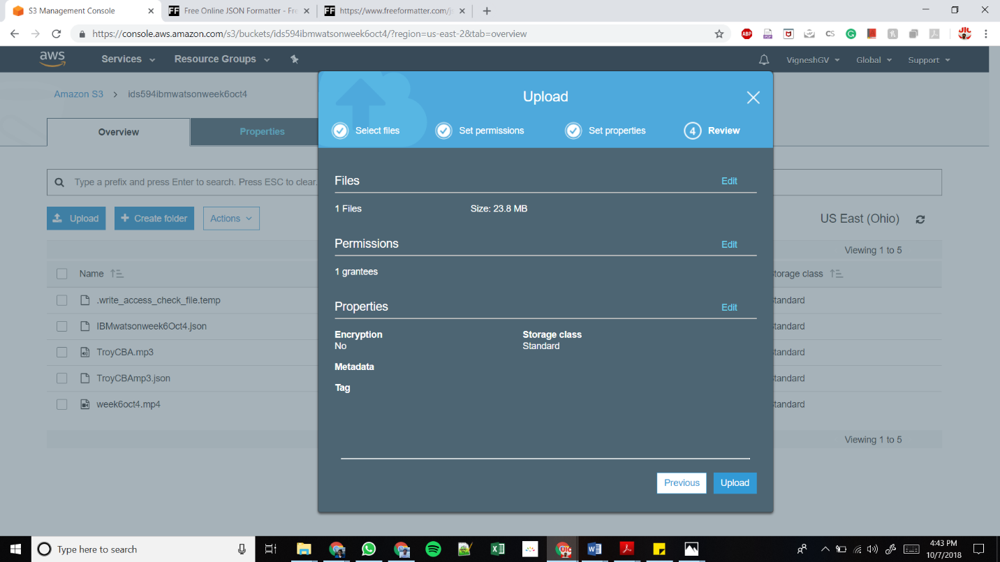 S3 Management Console
Free Online JSON Formatter - Fre
https://www.freeformatter.com/js
https://console.aws.amazon.com/s3/buckets/ids594ibmwatsonweek6oct4/?region=us-east-2&tab=overview
aws Services Resource Groups VigneshGV Global Support
Amazon S3 > ids594ibmwatsonweek6oct4
Overview Properties
Type a prefix and press Enter to search. Press ESC to clear.
Upload Create folder Actions
US East (Ohio)
Viewing 1 to 5
Name
torage class
.write_access_check_file.temp
tandard
IBMwatsonweek6Oct4.json
tandard
TroyCBA.mp3
tandard
TroyCBAmp3.json
tandard
week6oct4.mp4
tandard
Viewing 1 to 5
Upload
Select files Set permissions Set properties 4 Review
Files Edit
1 Files Size: 23.8 MB
Permissions Edit
1 grantees
Properties Edit
Encryption Storage class
No Standard
Metadata
Tag
Previous Upload
Type here to search
4:43 PM
10/7/2018